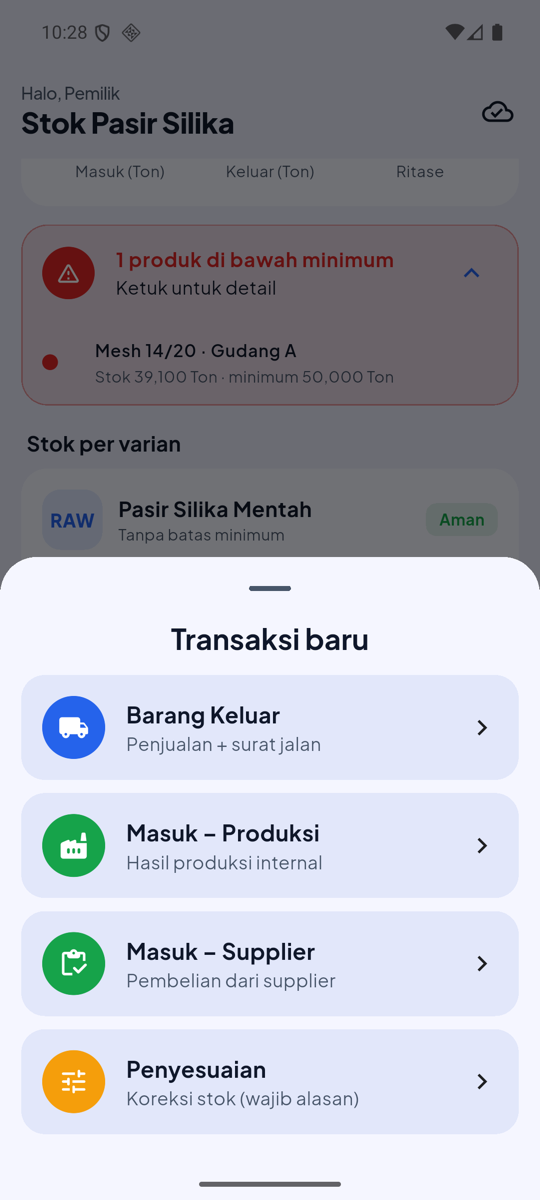 10:28
Halo, Pemilik
Stok Pasir Silika
Masuk (Ton)
Keluar (Ton)
Ritase
1 produk di bawah minimum
Ketuk untuk detail
Mesh 14/20 · Gudang A
Stok 39,100 Ton · minimum 50,000 Ton
Stok per varian
RAW
Pasir Silika Mentah
Tanpa batas minimum
Aman
Transaksi baru
Barang Keluar
Penjualan + surat jalan
Masuk – Produksi
Hasil produksi internal
Masuk – Supplier
Pembelian dari supplier
Penyesuaian
Koreksi stok (wajib alasan)